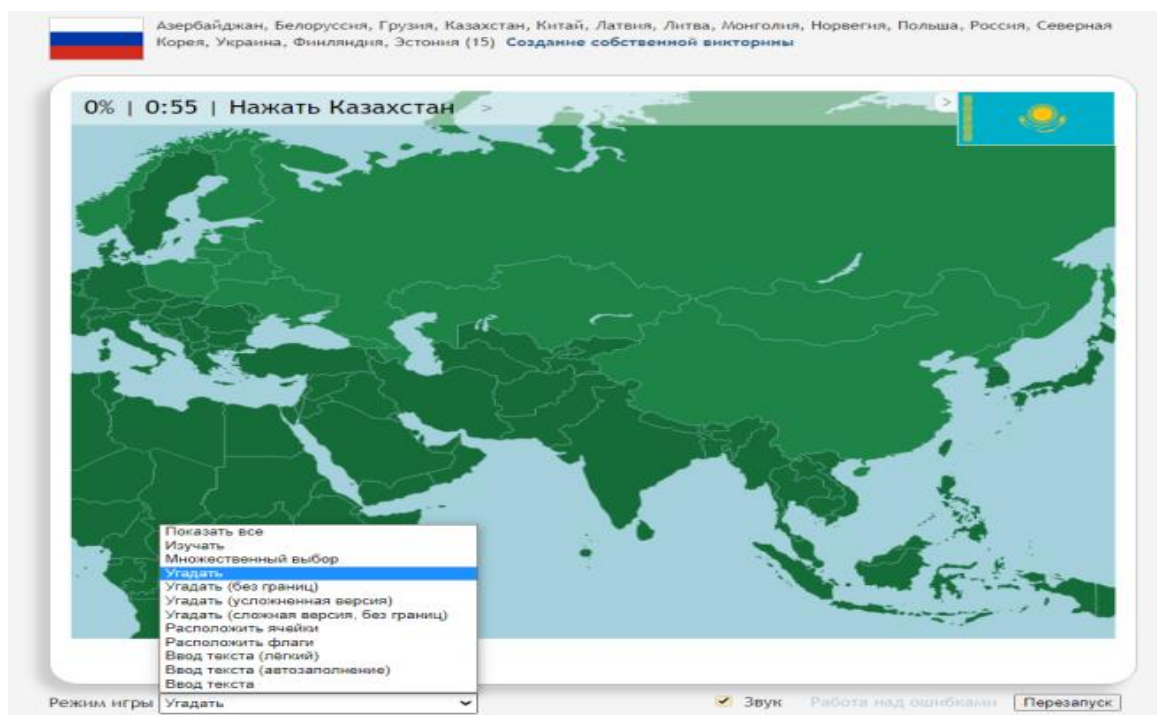 Азербайджан, Белоруссия, Грузия, Казахстан, Китай, Латвия, Литва, Монголия, Норвегия, Польша, Россия, Северная
Корея, Украина, Финляндия, Эстония (15) Создание собственной викторины
0% | 0:55 | Нажать Казахстан >
>
Показать все
Изучать
Множественный выбор
Угадать
Угадать (без границ)
Угадать (усложненная версия)
Угадать (сложная версия, без границ)
Расположить ячейки
Расположить флаги
Ввод текста (лёгкий)
Ввод текста (автозаполнение)
Ввод текста
Режим игры Угадать Звук Работа над ошибками Перезапуск